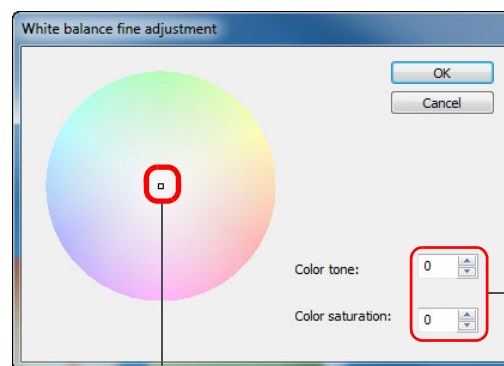 White balance fine adjustment
OK
Cancel
Color tone:
0
Color saturation:
0